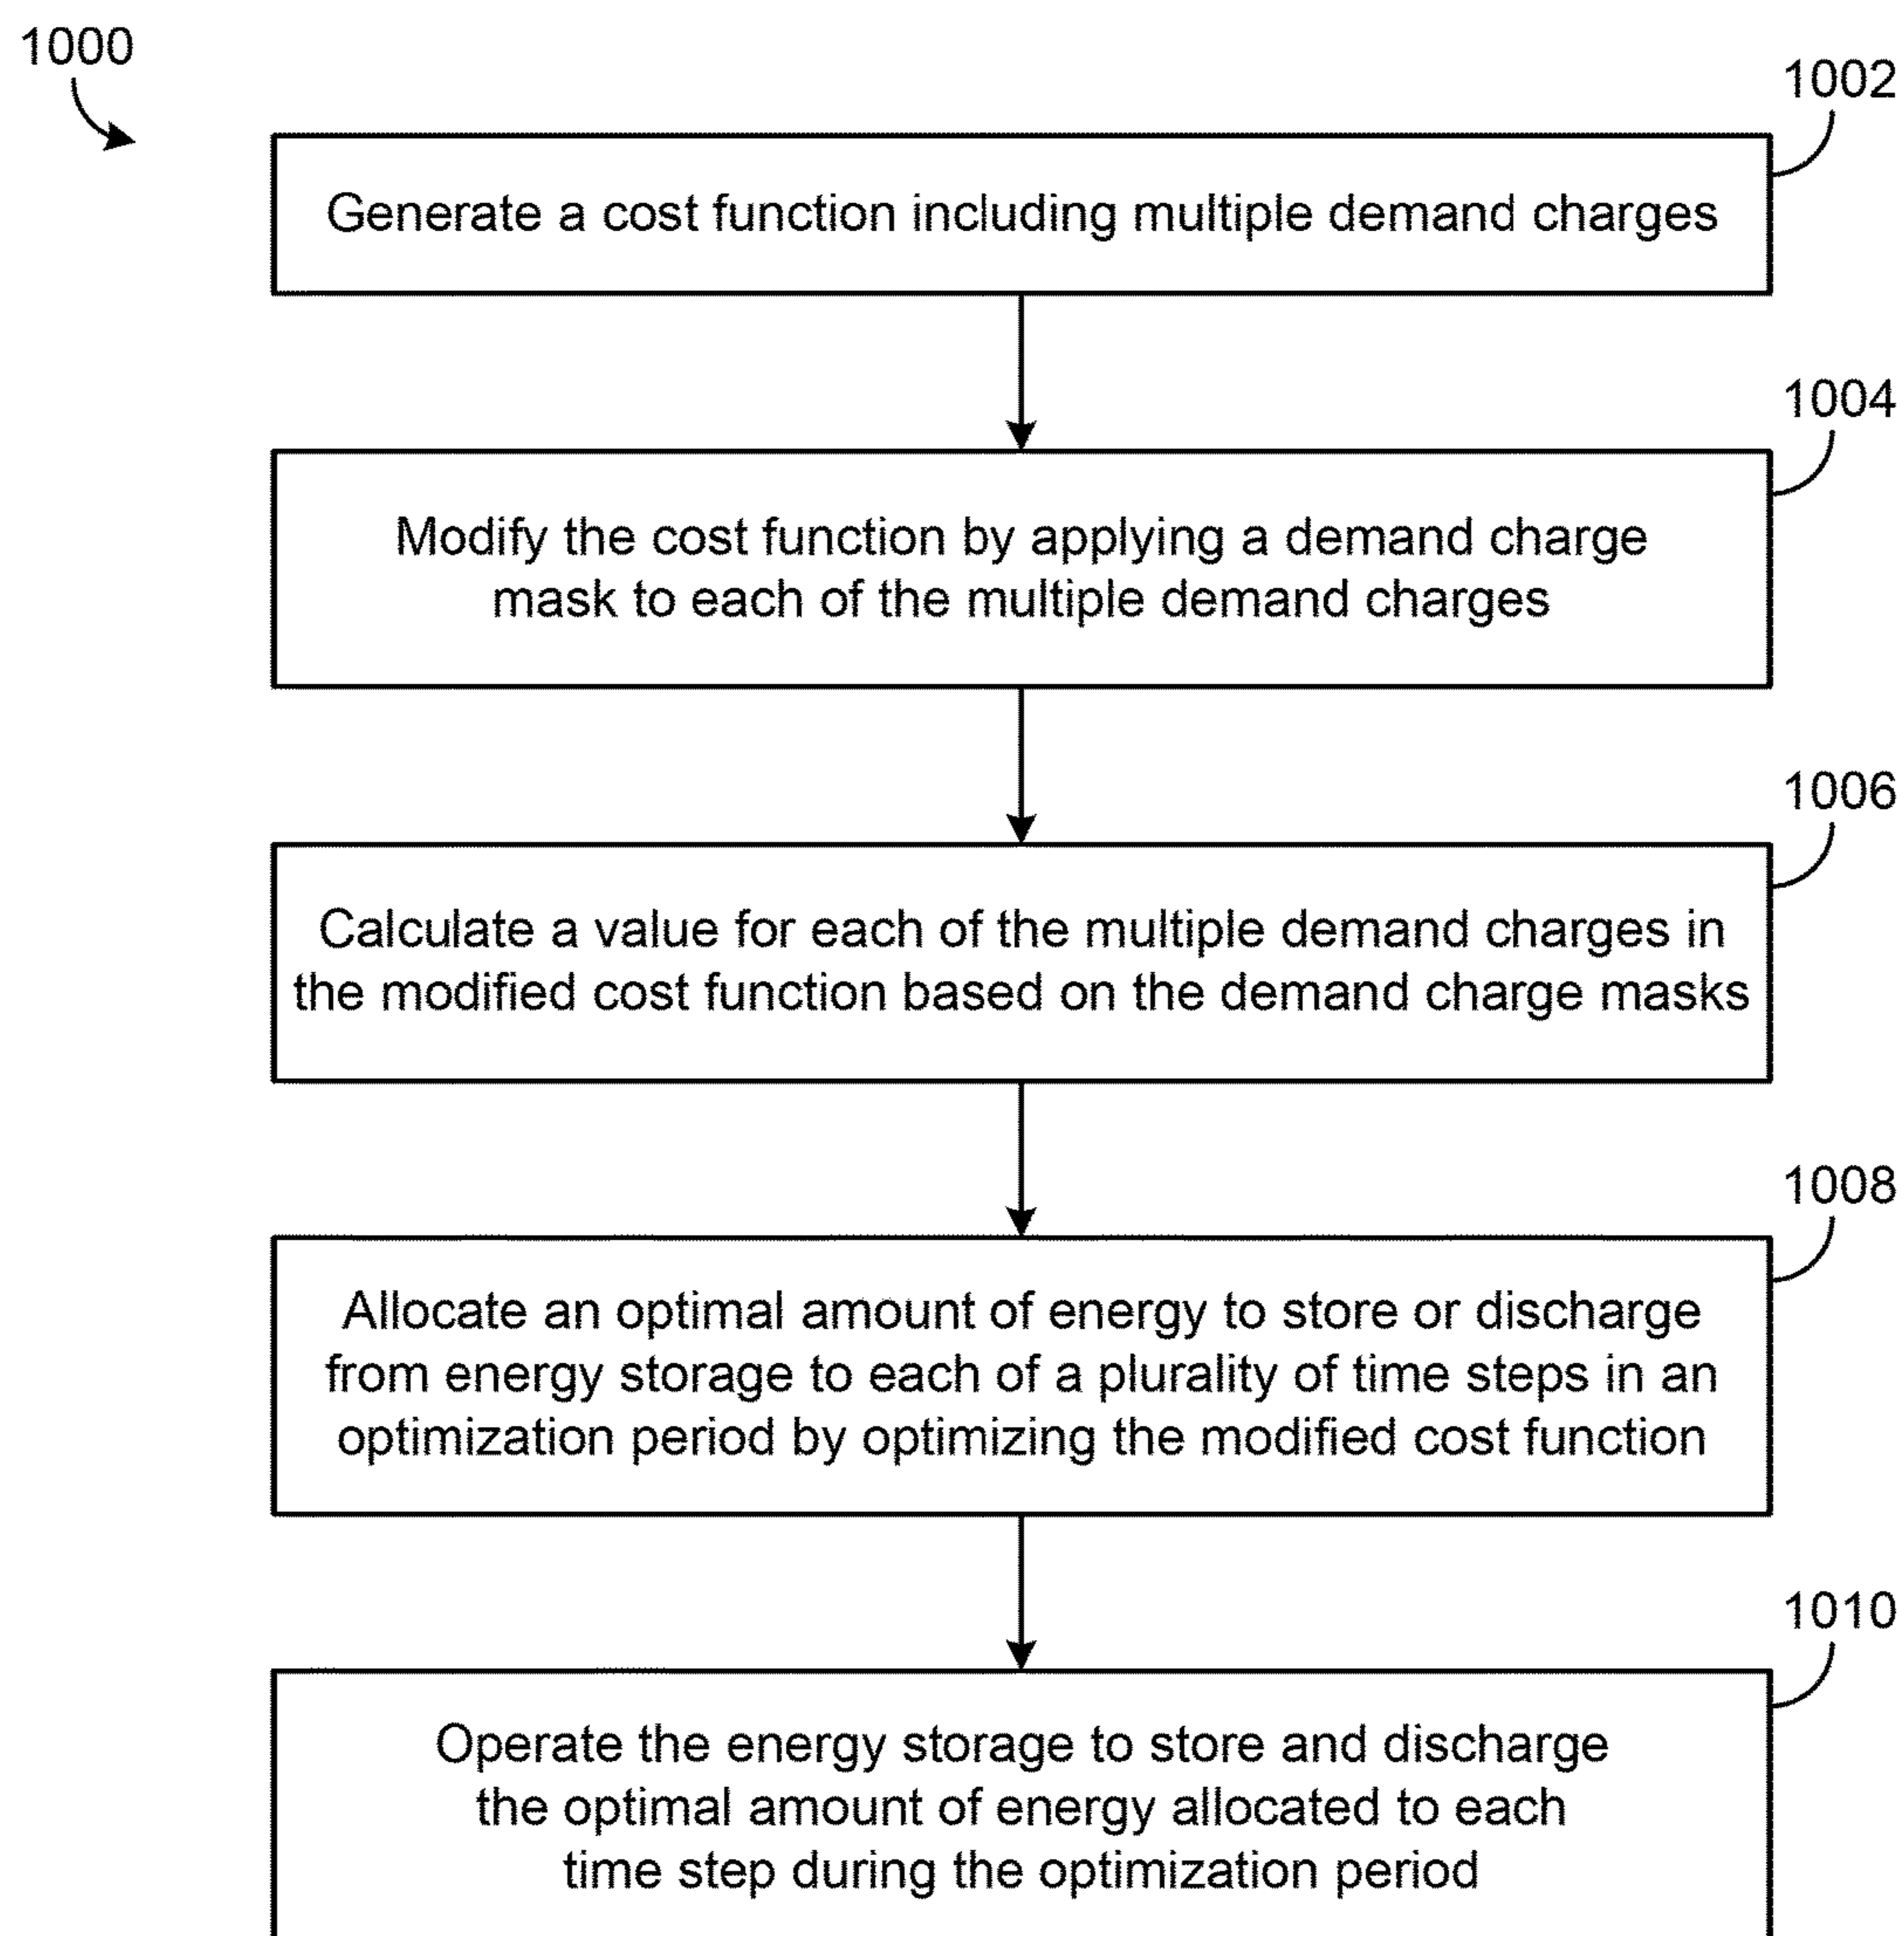 1000
1002
Generate a cost function including multiple demand charges
1004
Modify the cost function by applying a demand charge
mask to each of the multiple demand charges
1006
Calculate a value for each of the multiple demand charges in
the modified cost function based on the demand charge masks
1008
Allocate an optimal amount of energy to store or discharge
from energy storage to each of a plurality of time steps in an
optimization period by optimizing the modified cost function
1010
Operate the energy storage to store and discharge
the optimal amount of energy allocated to each
time step during the optimization period